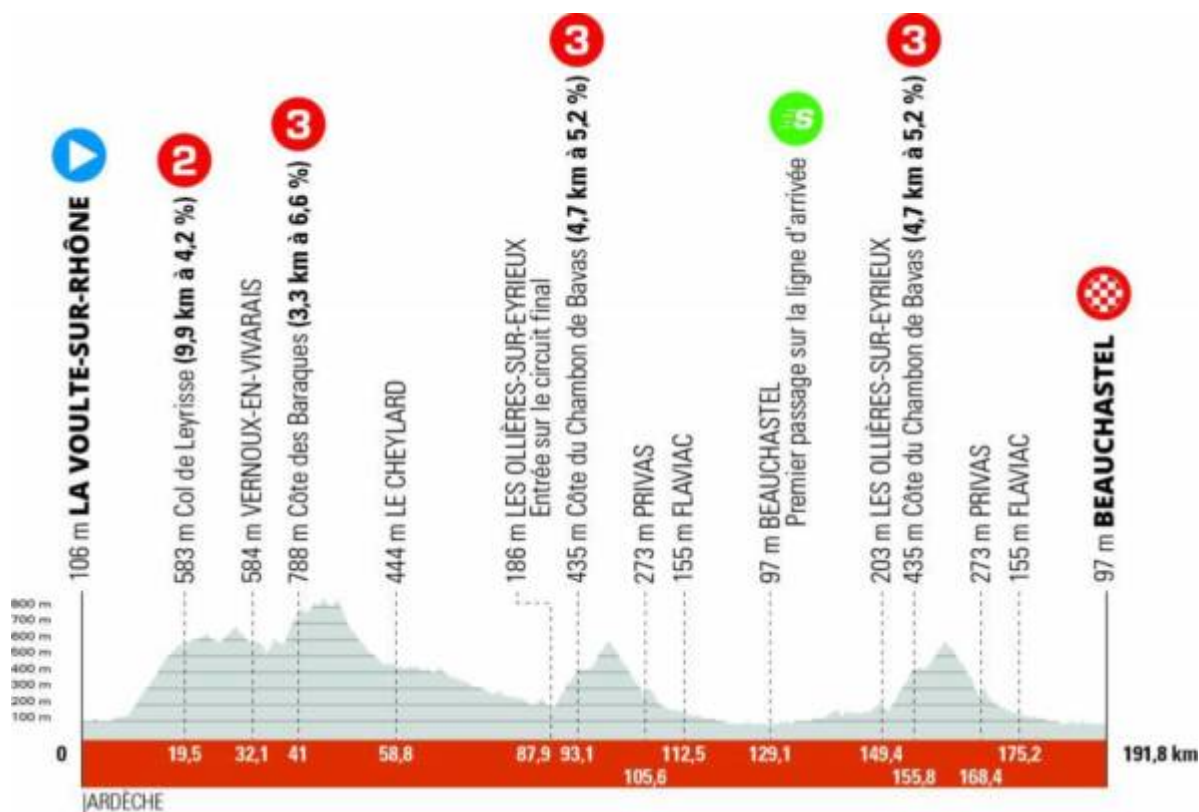 106 m LA VOULTE-SUR-RHÔNE
2
583 m Col de Leyrisse (9,9 km à 4,2 %)
584 m VERNOUX-EN-VIVARAIS
3
788 m Côte des Baraques (3,3 km à 6,6 %)
444 m LE CHEYLARD
186 m LES OLLIÈRES-SUR-EYRIEUX
Entrée sur le circuit final
3
435 m Côte du Chambon de Bavas (4,7 km à 5,2 %)
273 m PRIVAS
155 m FLAVIAC
S
97 m BEAUCHASTEL
Premier passage sur la ligne d'arrivée
203 m LES OLLIÈRES-SUR-EYRIEUX
3
435 m Côte du Chambon de Bavas (4,7 km à 5,2 %)
273 m PRIVAS
155 m FLAVIAC
97 m BEAUCHASTEL
800 m
700 m
600 m
500 m
400 m
300 m
200 m
100 m
0 19,5 32,1 41 58,8 87,9 93,1 112,5 129,1 149,4 175,2 191,8 km
105,6 155,8 168,4
|ARDÈCHE